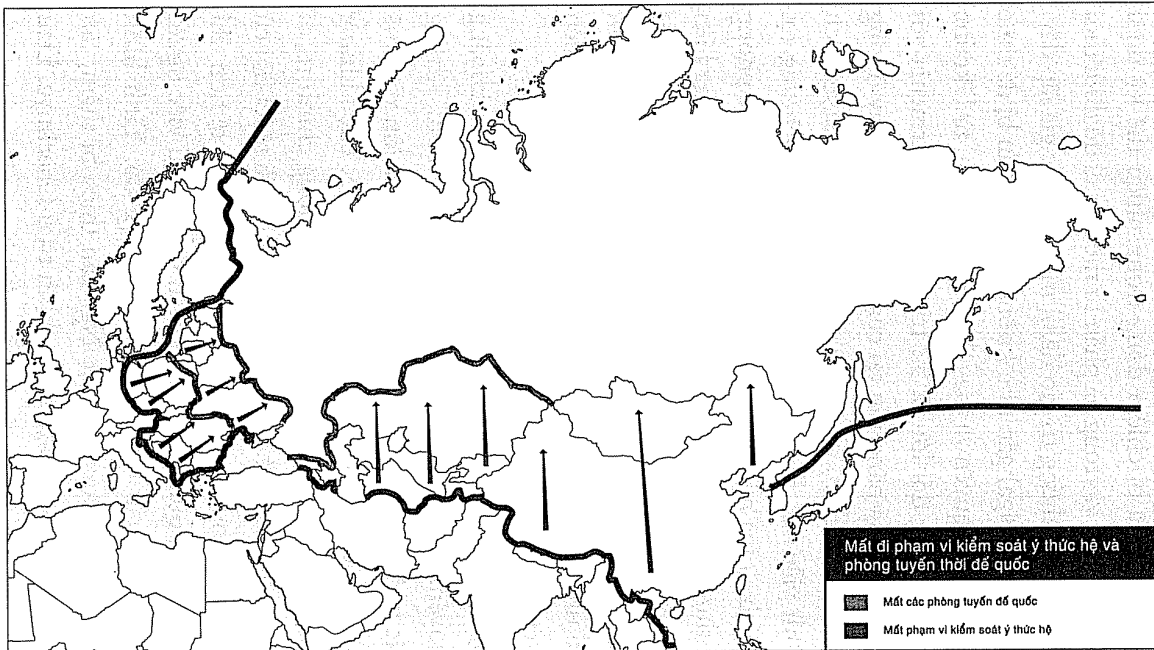 Mất đi phạm vi kiểm soát ý thức hệ và
phòng tuyến thời đế quốc
Mất các phòng tuyến đế quốc
Mất phạm vi kiểm soát ý thức hệ